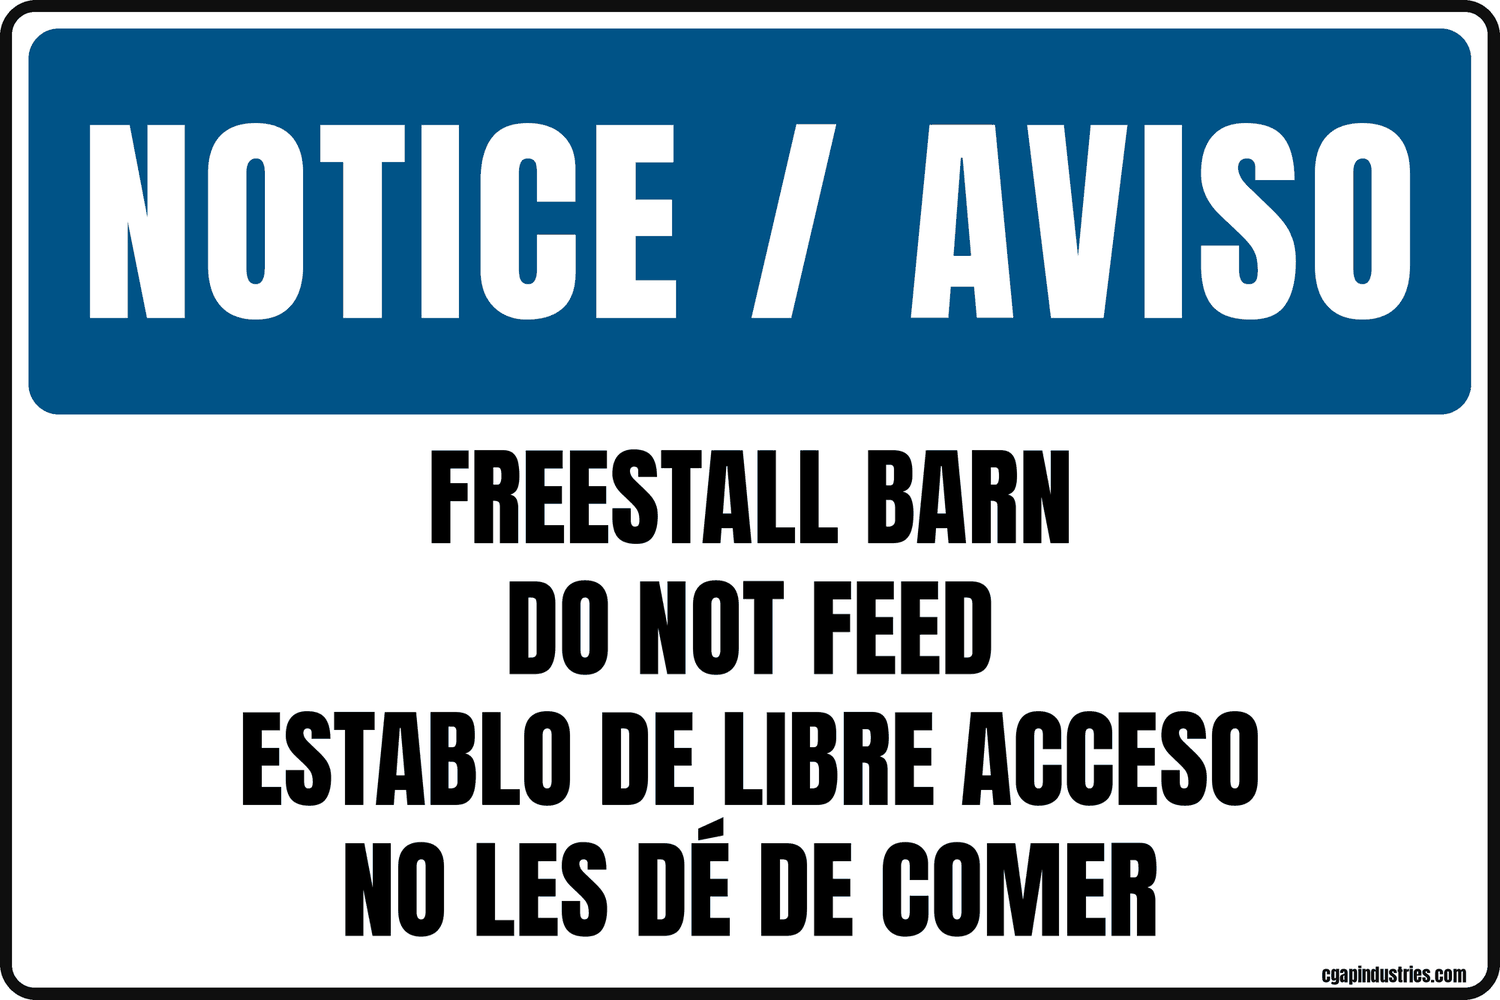 NOTICE / AVISO
FREESTALL BARN
DO NOT FEED
ESTABLO DE LIBRE ACCESO
NO LES DÉ DE COMER
cgapindustries.com